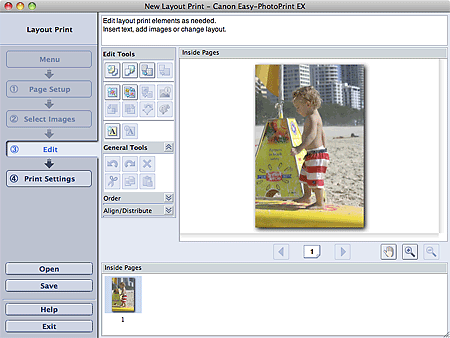 New Layout Print - Canon Easy-PhotoPrint EX
Layout Print
Edit layout print elements as needed.
Insert text, add images or change layout.
Menu
① Page Setup
② Select Images
③ Edit
④ Print Settings
Open
Save
Help
Exit
Edit Tools
A
A
General Tools
Order
Align/Distribute
Inside Pages
1
Inside Pages
1